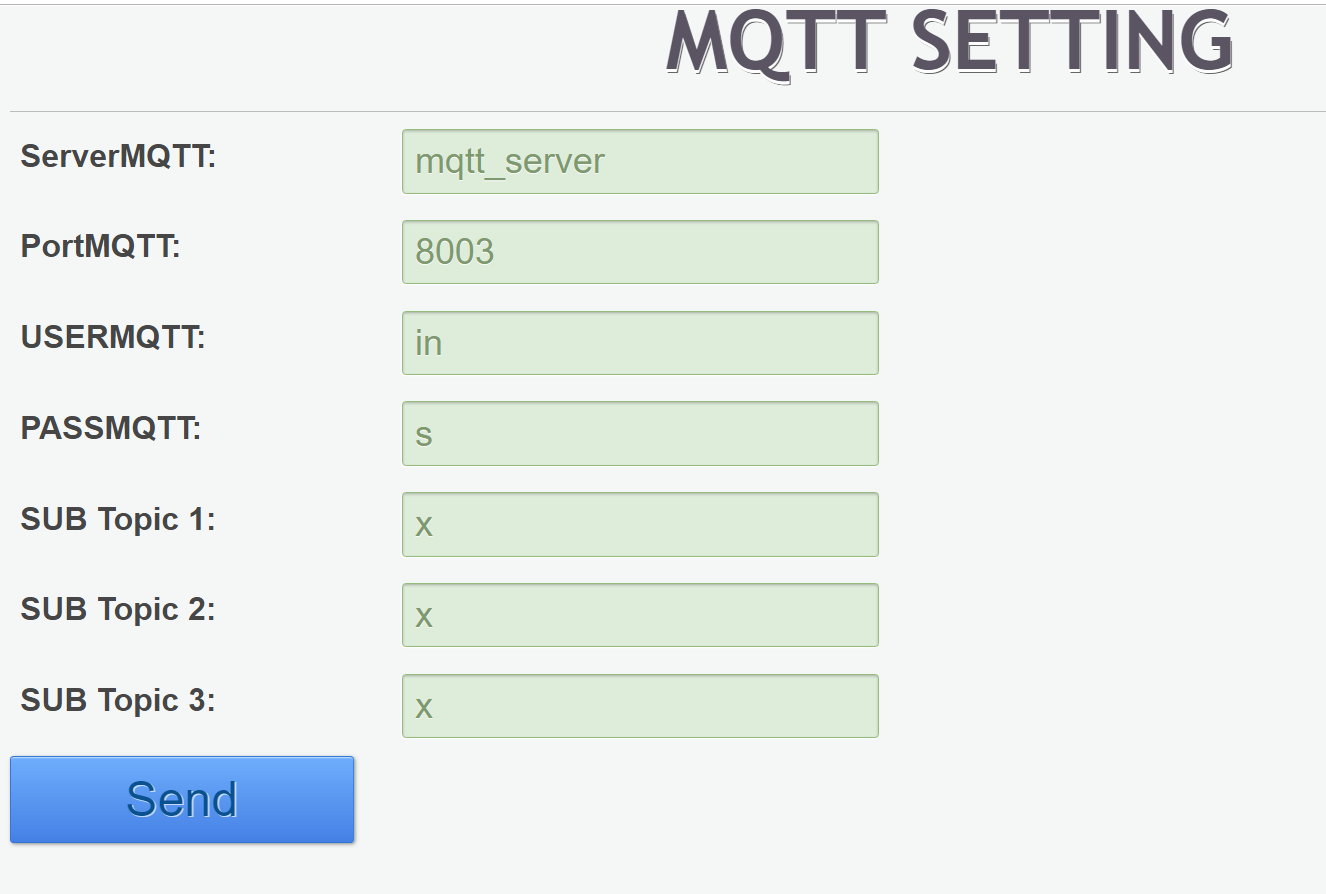 MQTT SETTING
ServerMQTT: mqtt_server
PortMQTT: 8003
USERMQTT: in
PASSMQTT: s
SUB Topic 1: x
SUB Topic 2: x
SUB Topic 3: x
Send